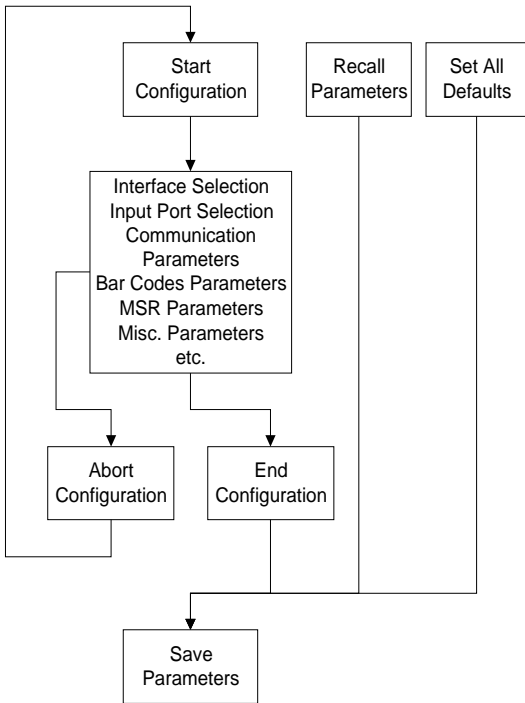 Start
Configuration
Recall
Parameters
Set All
Defaults
Interface Selection
Input Port Selection
Communication
Parameters
Bar Codes Parameters
MSR Parameters
Misc. Parameters
etc.
Abort
Configuration
End
Configuration
Save
Parameters